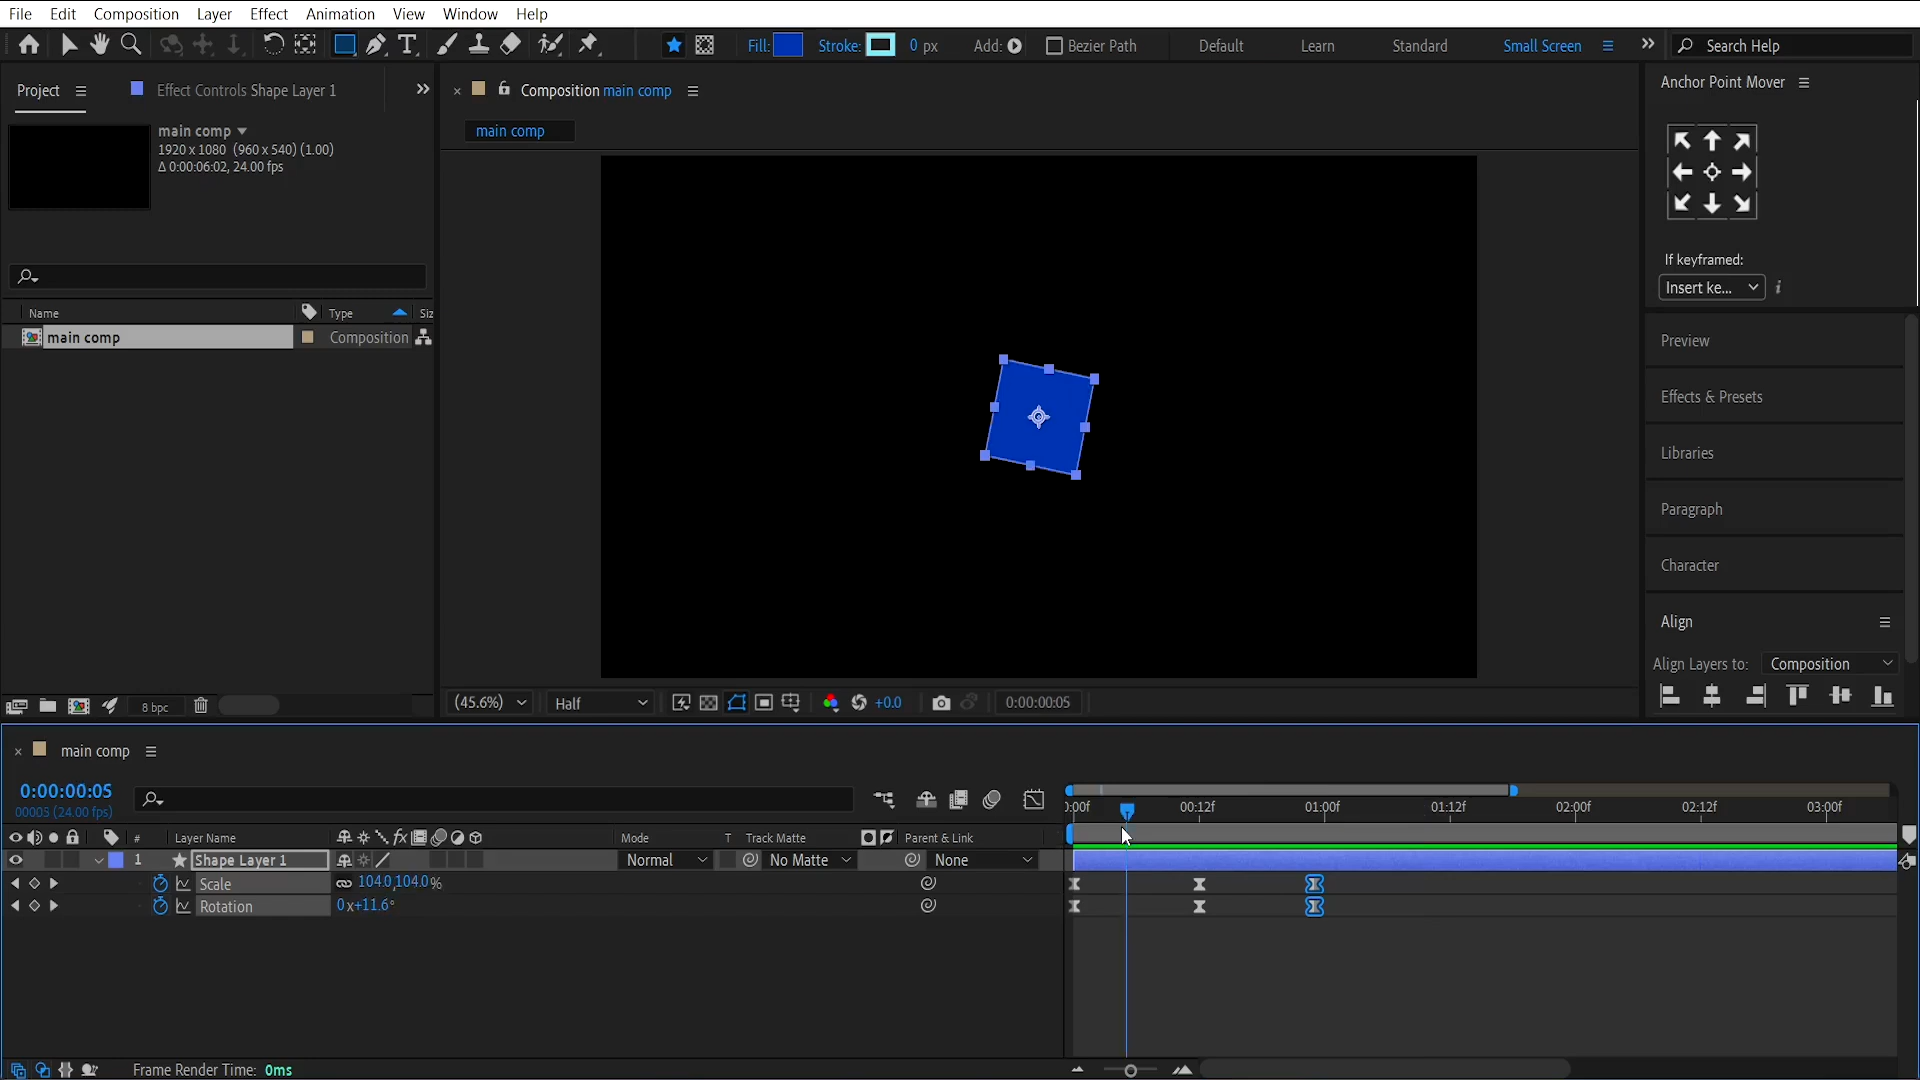 File Edit Composition Layer Effect Animation View Window Help
Fill: Stroke: 0 px Add: Bezier Path Default Learn Standard Small Screen Search Help
Project Effect Controls Shape Layer 1
Composition main comp
Anchor Point Mover
main comp
1920 x 1080 (960 x 540) (1.00)
Δ 0:00:06:02, 24.00 fps
main comp
If keyframed:
Insert ke...
Name Type Siz
main comp Composition
Preview
Effects & Presets
Libraries
Paragraph
Character
Align
Align Layers to: Composition
8 bpc
(45.6%) Half +0.0 0:00:00:05
main comp
0:00:00:05
00005 (24.00 fps)
):00f 00:12f 01:00f 01:12f 02:00f 02:12f 03:00f
# Layer Name Mode T Track Matte Parent & Link
1 Shape Layer 1 Normal No Matte None
Scale 104.0,104.0%
Rotation 0x+11.6°
Frame Render Time: 0ms